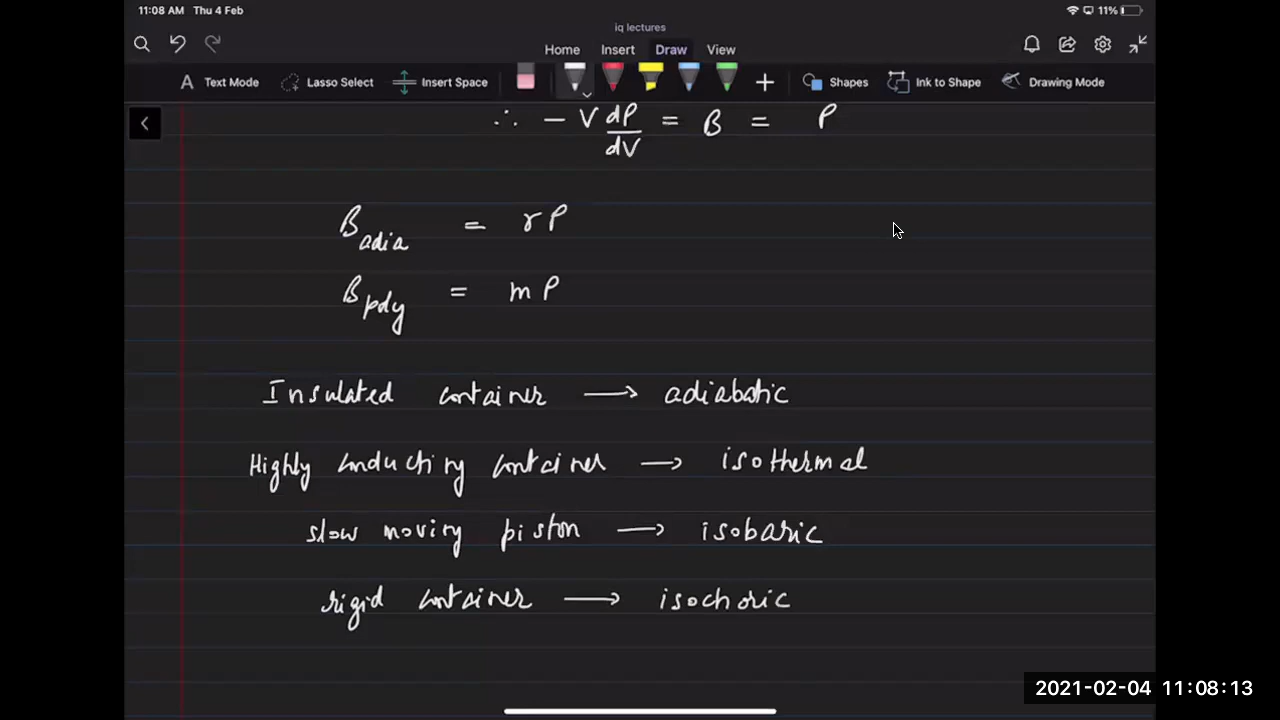 11:08 AM Thu 4 Feb 11%
iq lectures
Home Insert Draw View
Text Mode Lasso Select Insert Space Shapes Ink to Shape Drawing Mode
∴ - V dP/dV = B = P
B adia = γP
B poly = mP
Insulated container → adiabatic
Highly conducting container → isothermal
slow moving piston → isobaric
rigid container → isochoric
2021-02-04 11:08:13